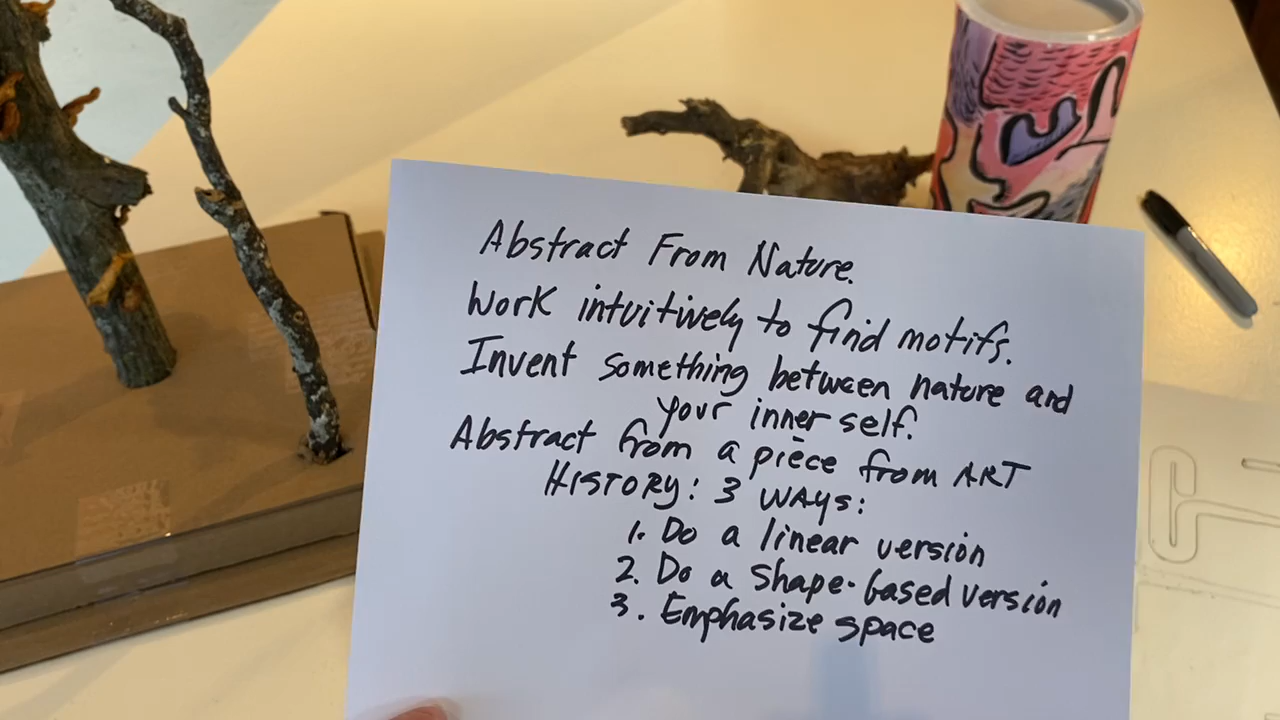 Abstract From Nature.
Work intuitively to find motifs.
Invent something between nature and
your inner self.
Abstract from a piece from ART
HISTORY: 3 WAYS:
1. Do a linear version
2. Do a shape-based version
3. Emphasize space